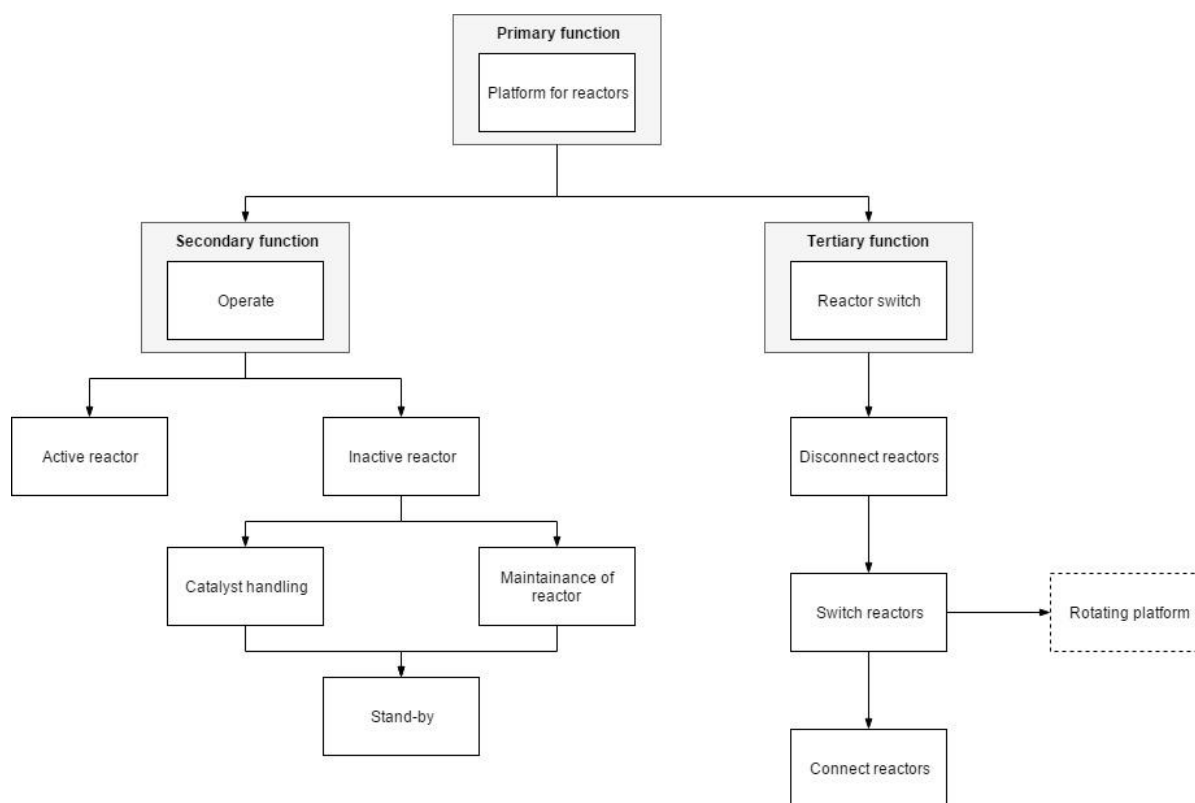 Primary function
Platform for reactors
Secondary function
Operate
Tertiary function
Reactor switch
Active reactor
Inactive reactor
Disconnect reactors
Catalyst handling
Maintainance of
reactor
Switch reactors
Rotating platform
Stand-by
Connect reactors